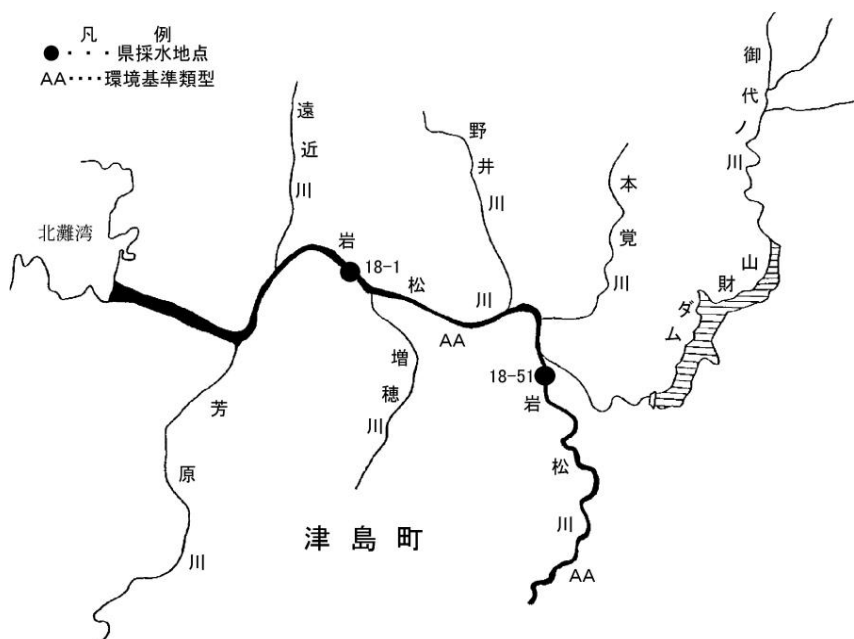 凡 例
●・・・県採水地点
AA・・・・環境基準類型
御代ノ川
遠近川
野井川
本覚川
北灘湾
岩松川
18-1
AA
山財ダム
増穂川
18-51
芳原川
岩松川
AA
津島町